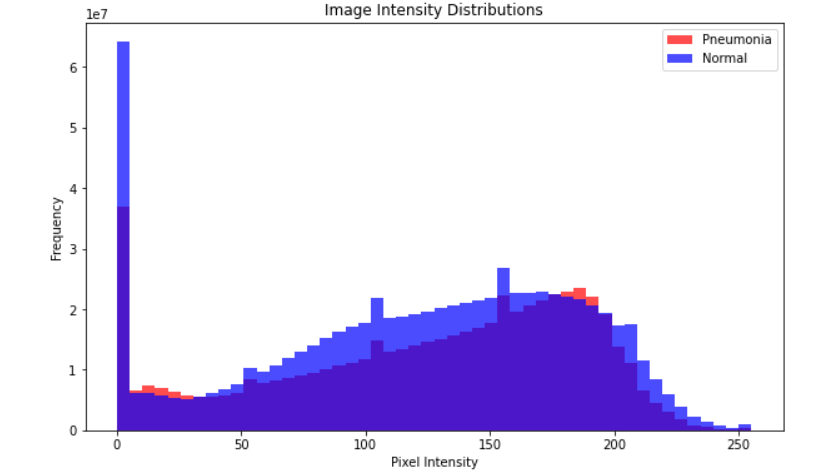 Image Intensity Distributions
1e7
Pneumonia
Normal
6
5
4
3
2
1
0
Frequency
0 50 100 150 200 250
Pixel Intensity